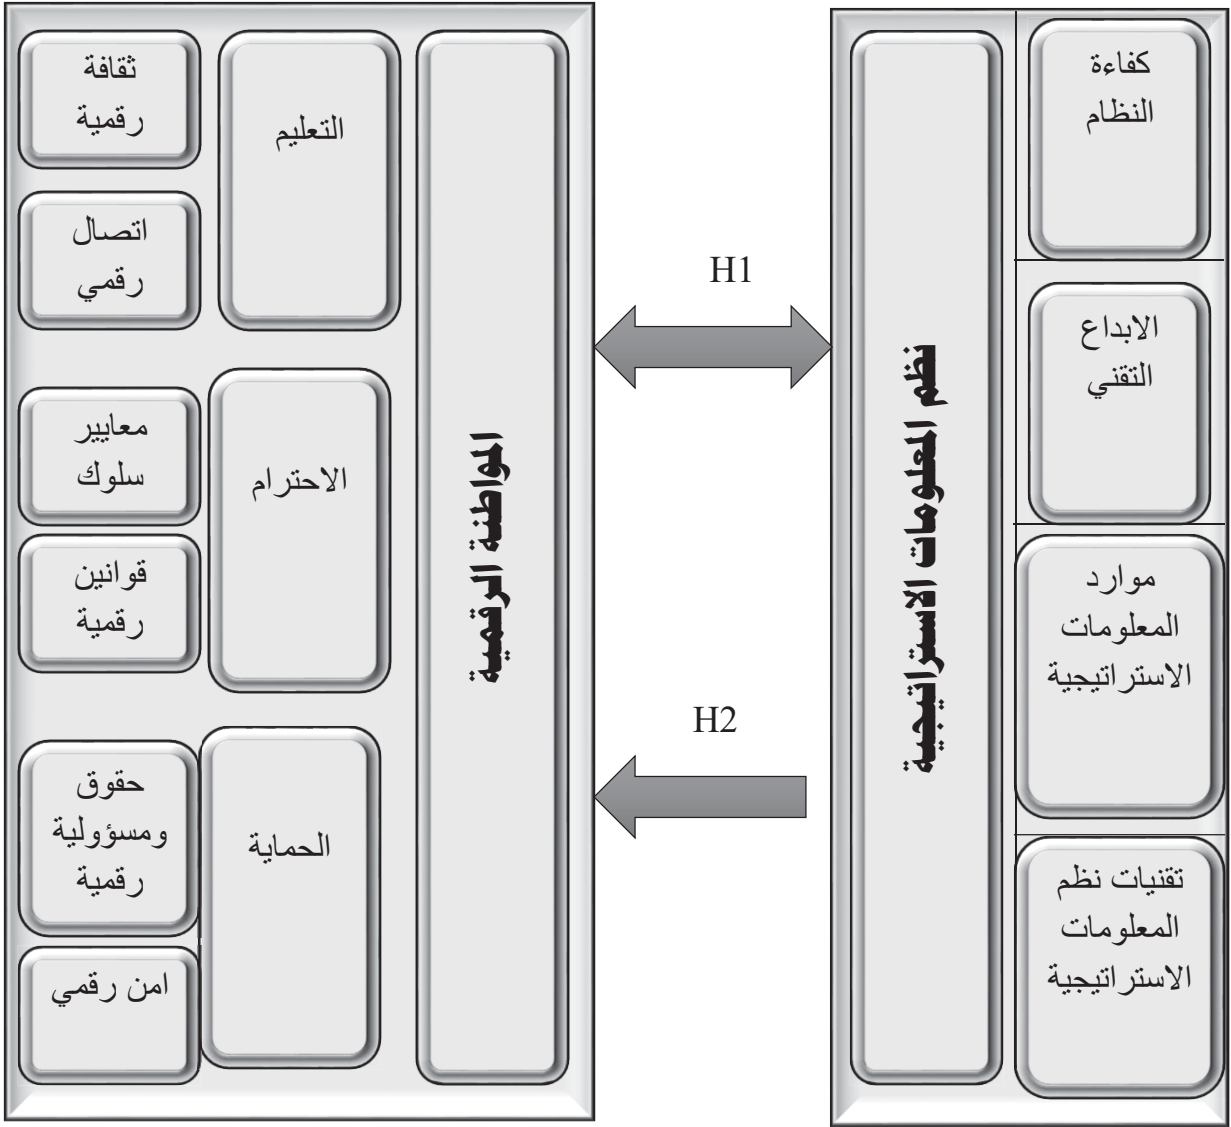 كفاءة
النظام
الابداع
التقني
موارد
المعلومات
الاستراتيجية
تقنيات نظم
المعلومات
الاستراتيجية
نظم المعلومات الاستراتيجية
H1
H2
المواطنة الرقمية
التعليم
الاحترام
الحماية
ثقافة
رقمية
اتصال
رقمي
معايير
سلوك
قوانين
رقمية
حقوق
ومسؤولية
رقمية
امن رقمي